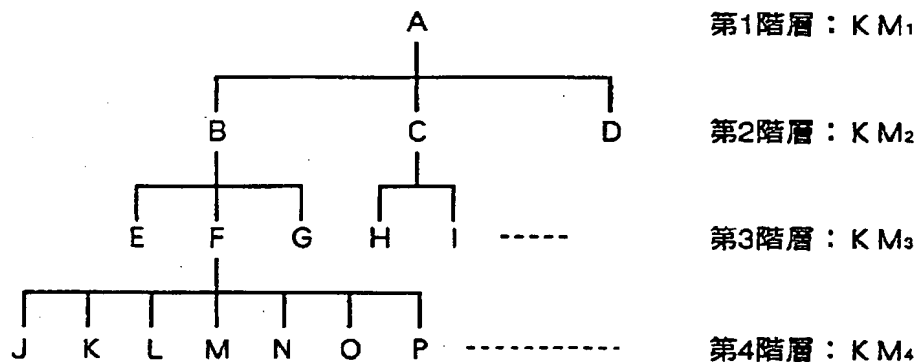 A 第1階層：KM₁
B C D 第2階層：KM₂
E F G H I ----- 第3階層：KM₃
J K L M N O P ------------ 第4階層：KM₄